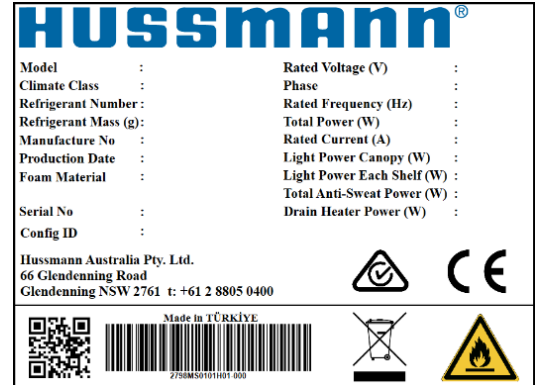 HUSSMANN®
Model :
Climate Class :
Refrigerant Number :
Refrigerant Mass (g) :
Manufacture No :
Production Date :
Foam Material :
Serial No :
Config ID :
Rated Voltage (V) :
Phase :
Rated Frequency (Hz) :
Total Power (W) :
Rated Current (A) :
Light Power Canopy (W) :
Light Power Each Shelf (W) :
Total Anti-Sweat Power (W) :
Drain Heater Power (W) :
Hussmann Australia Pty. Ltd.
66 Glendenning Road
Glendenning NSW 2761 t: +61 2 8805 0400
CE
Made in TÜRKİYE
2798MS0101H01-000